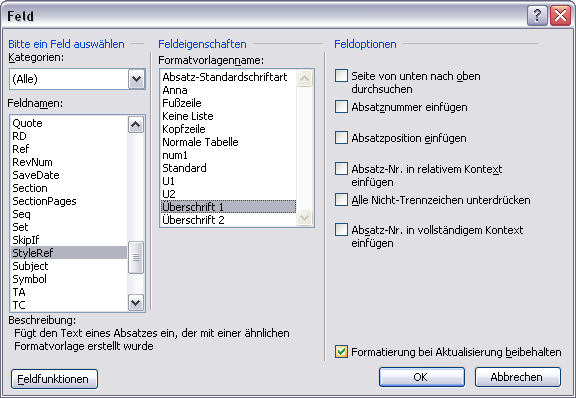 Feld
Bitte ein Feld auswählen
Kategorien:
(Alle)
Feldnamen:
Quote
RD
Ref
RevNum
SaveDate
Section
SectionPages
Seq
Set
SkipIf
StyleRef
Subject
Symbol
TA
TC
Feldeigenschaften
Formatvorlagenname:
Absatz-Standardschriftart
Anna
Fußzeile
Keine Liste
Kopfzeile
Normale Tabelle
num1
Standard
U1
U2
Überschrift 1
Überschrift 2
Feldoptionen
Seite von unten nach oben
durchsuchen
Absatznummer einfügen
Absatzposition einfügen
Absatz-Nr. in relativem Kontext
einfügen
Alle Nicht-Trennzeichen unterdrücken
Absatz-Nr. in vollständigem Kontext
einfügen
Beschreibung:
Fügt den Text eines Absatzes ein, der mit einer ähnlichen
Formatvorlage erstellt wurde
Formatierung bei Aktualisierung beibehalten
Feldfunktionen
OK
Abbrechen